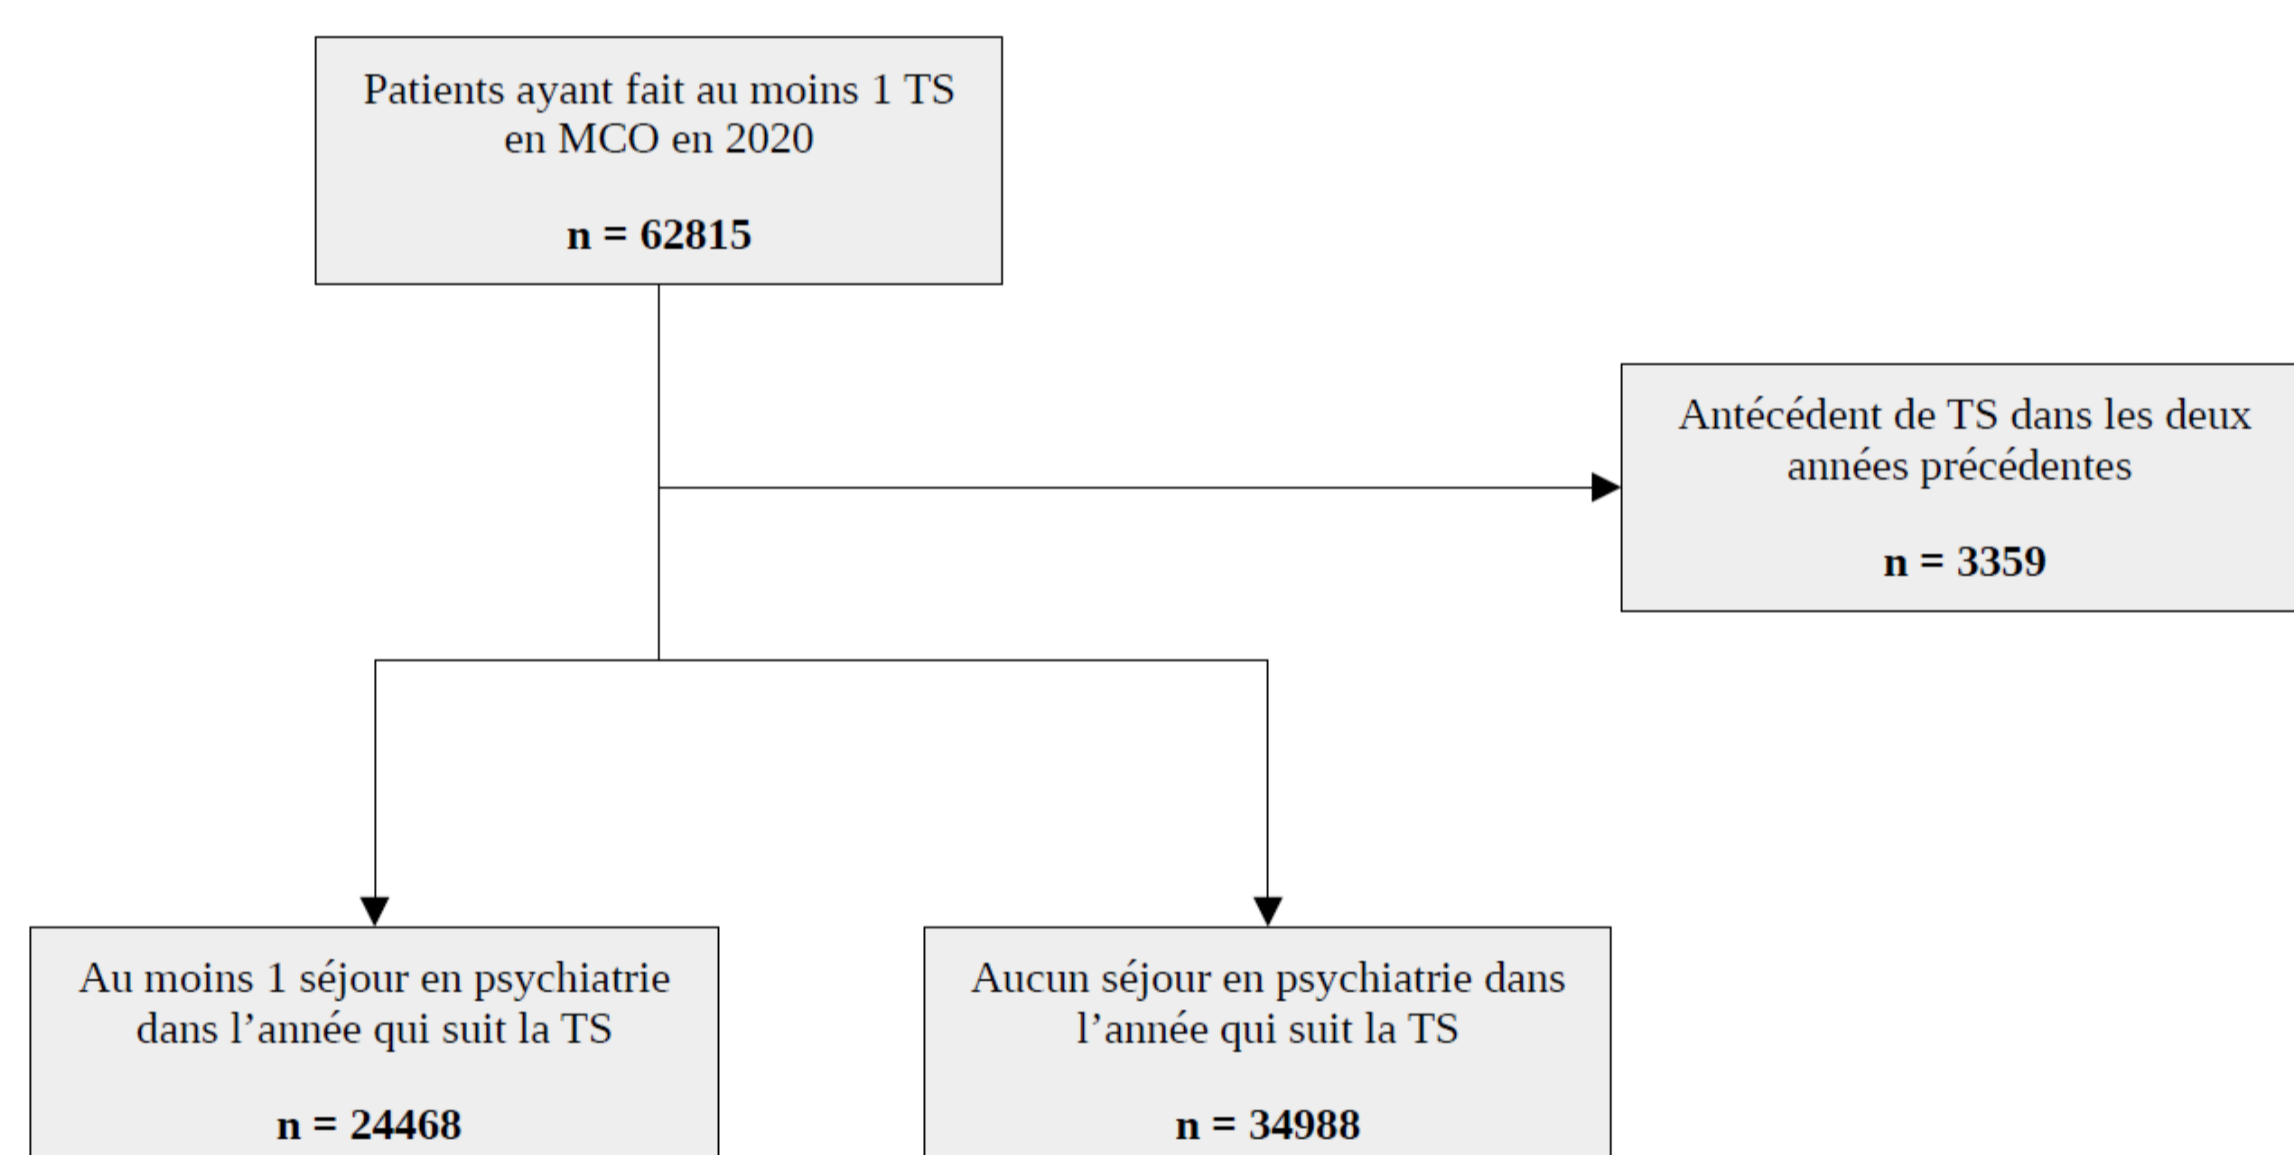 Patients ayant fait au moins 1 TS
en MCO en 2020
n = 62815
Antécédent de TS dans les deux
années précédentes
n = 3359
Au moins 1 séjour en psychiatrie
dans l’année qui suit la TS
n = 24468
Aucun séjour en psychiatrie dans
l’année qui suit la TS
n = 34988